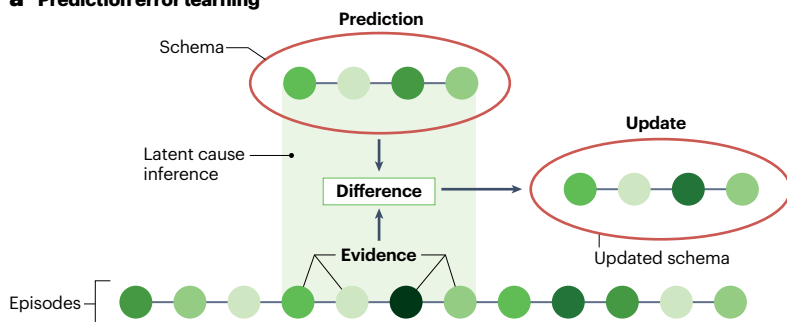 a Prediction error learning
Prediction
Schema
Update
Latent cause
inference
Difference
Evidence
Updated schema
Episodes